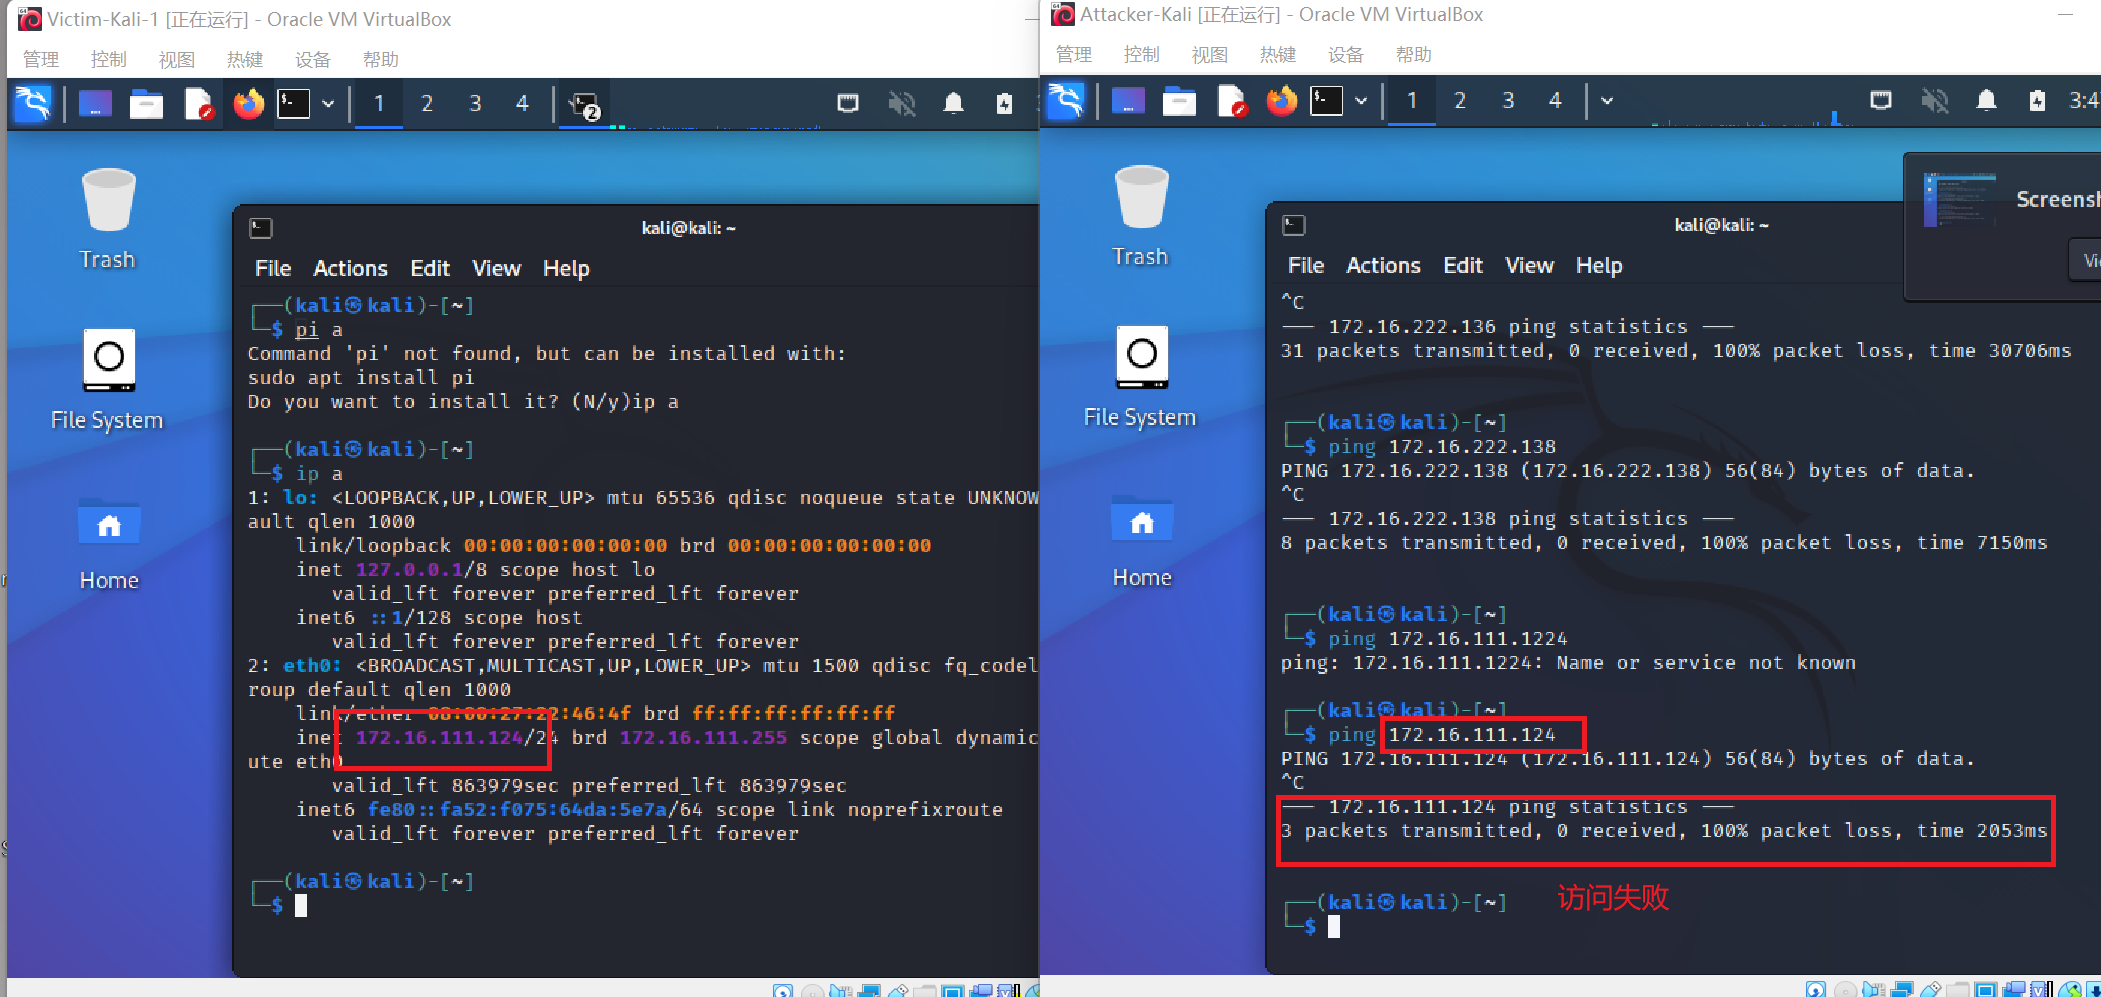 Victim-Kali-1 [正在运行] - Oracle VM VirtualBox
管理 控制 视图 热键 设备 帮助
1 2 3 4 2
Trash
File System
Home
kali@kali: ~
File Actions Edit View Help
┌──(kali㉿kali)-[~]
└─$ pi a
Command 'pi' not found, but can be installed with:
sudo apt install pi
Do you want to install it? (N/y)ip a
┌──(kali㉿kali)-[~]
└─$ ip a
1: lo: <LOOPBACK,UP,LOWER_UP> mtu 65536 qdisc noqueue state UNKNOW
ault qlen 1000
link/loopback 00:00:00:00:00:00 brd 00:00:00:00:00:00
inet 127.0.0.1/8 scope host lo
valid_lft forever preferred_lft forever
inet6 ::1/128 scope host
valid_lft forever preferred_lft forever
2: eth0: <BROADCAST,MULTICAST,UP,LOWER_UP> mtu 1500 qdisc fq_codel
roup default qlen 1000
link/ether 08:00:27:22:46:4f brd ff:ff:ff:ff:ff:ff
inet 172.16.111.124/24 brd 172.16.111.255 scope global dynamic
ute eth0
valid_lft 863979sec preferred_lft 863979sec
inet6 fe80::fa52:f075:64da:5e7a/64 scope link noprefixroute
valid_lft forever preferred_lft forever
┌──(kali㉿kali)-[~]
└─$
Attacker-Kali [正在运行] - Oracle VM VirtualBox
管理 控制 视图 热键 设备 帮助
1 2 3 4 3:4
Trash
File System
Home
Screensh
Vi
kali@kali: ~
File Actions Edit View Help
^C
— 172.16.222.136 ping statistics —
31 packets transmitted, 0 received, 100% packet loss, time 30706ms
┌──(kali㉿kali)-[~]
└─$ ping 172.16.222.138
PING 172.16.222.138 (172.16.222.138) 56(84) bytes of data.
^C
— 172.16.222.138 ping statistics —
8 packets transmitted, 0 received, 100% packet loss, time 7150ms
┌──(kali㉿kali)-[~]
└─$ ping 172.16.111.1224
ping: 172.16.111.1224: Name or service not known
┌──(kali㉿kali)-[~]
└─$ ping 172.16.111.124
PING 172.16.111.124 (172.16.111.124) 56(84) bytes of data.
^C
— 172.16.111.124 ping statistics —
3 packets transmitted, 0 received, 100% packet loss, time 2053ms
访问失败
┌──(kali㉿kali)-[~]
└─$